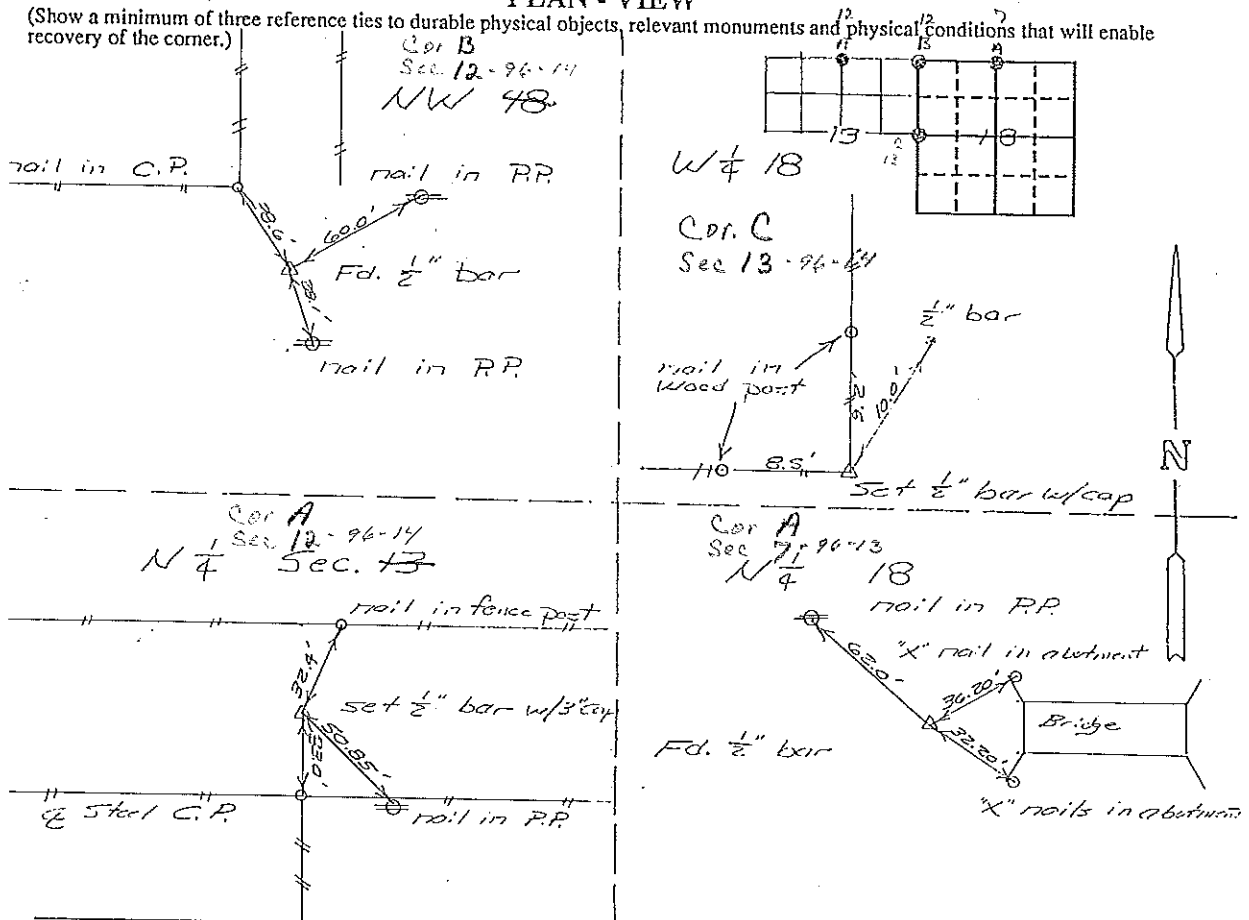 PLAN - VIEW
(Show a minimum of three reference ties to durable physical objects, relevant monuments and physical conditions that will enable
recovery of the corner.)
Cor B
Sec. 12-96-14
NW 48
nail in C.P.
nail in P.P.
60.0'
Fd. 1/2" bar
nail in P.P.
12
12
7
B
A
13
18
W 1/4 18
Cor. C
Sec 13-96-14
1/2" bar
nail in
wood post
10.0'
8.5'
Set 1/2" bar w/cap
N
Cor A
Sec 12-96-14
N 1/4 Sec. 13
nail in fence post
32.4'
set 1/2" bar w/3" cap
50.85'
33.0'
℄ Steel C.P.
nail in P.P.
Cor A
Sec 7-96-13
N 1/4 18
nail in P.P.
62.0'
"X" nail in abutment
36.20'
Bridge
32.20'
Fd. 1/2" bar
"X" nails in abutment